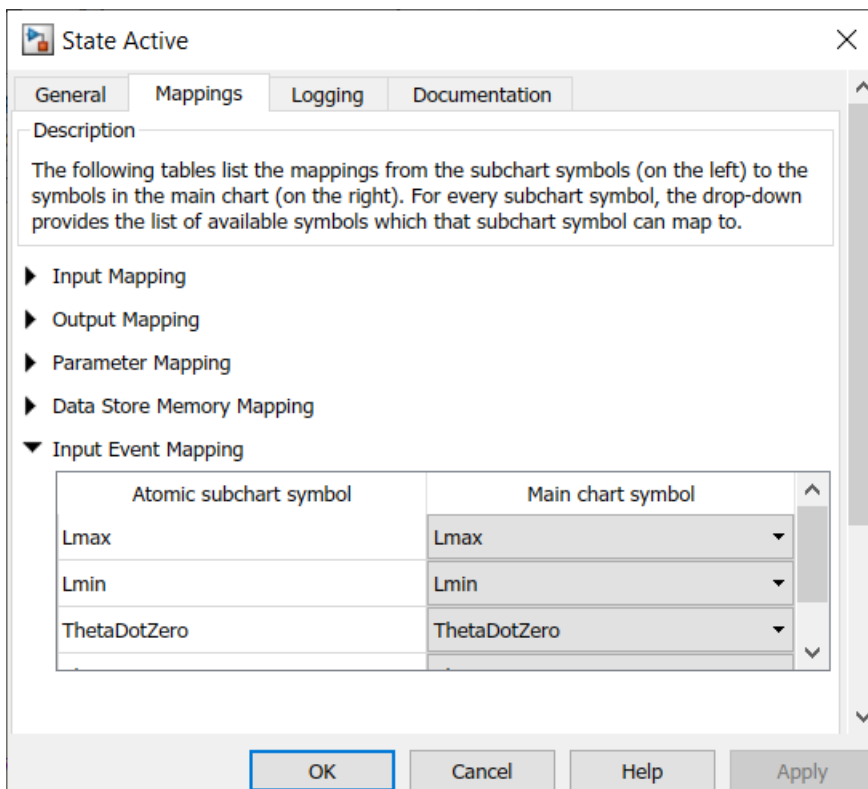 State Active
General Mappings Logging Documentation
Description
The following tables list the mappings from the subchart symbols (on the left) to the
symbols in the main chart (on the right). For every subchart symbol, the drop-down
provides the list of available symbols which that subchart symbol can map to.
Input Mapping
Output Mapping
Parameter Mapping
Data Store Memory Mapping
Input Event Mapping
Atomic subchart symbol Main chart symbol
Lmax Lmax
Lmin Lmin
ThetaDotZero ThetaDotZero
OK Cancel Help Apply